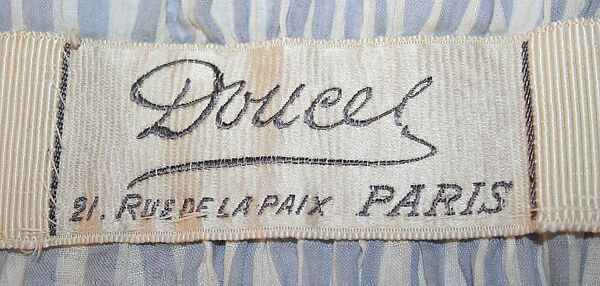 Doucet
21. RUE DE LA PAIX PARIS